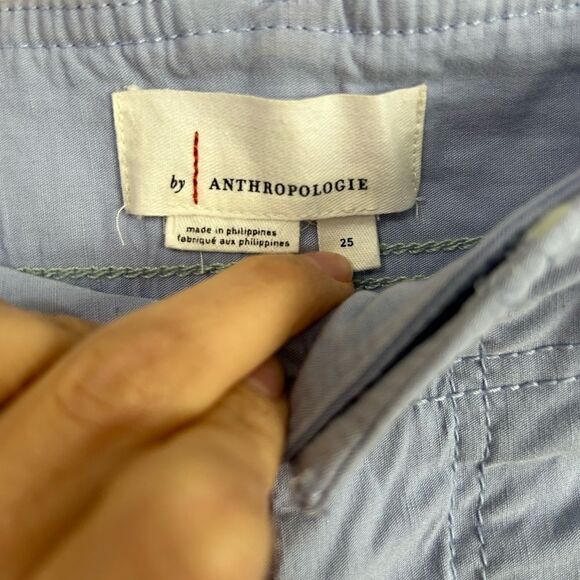 by ANTHROPOLOGIE
made in philippines
fabriqué aux philippines
25